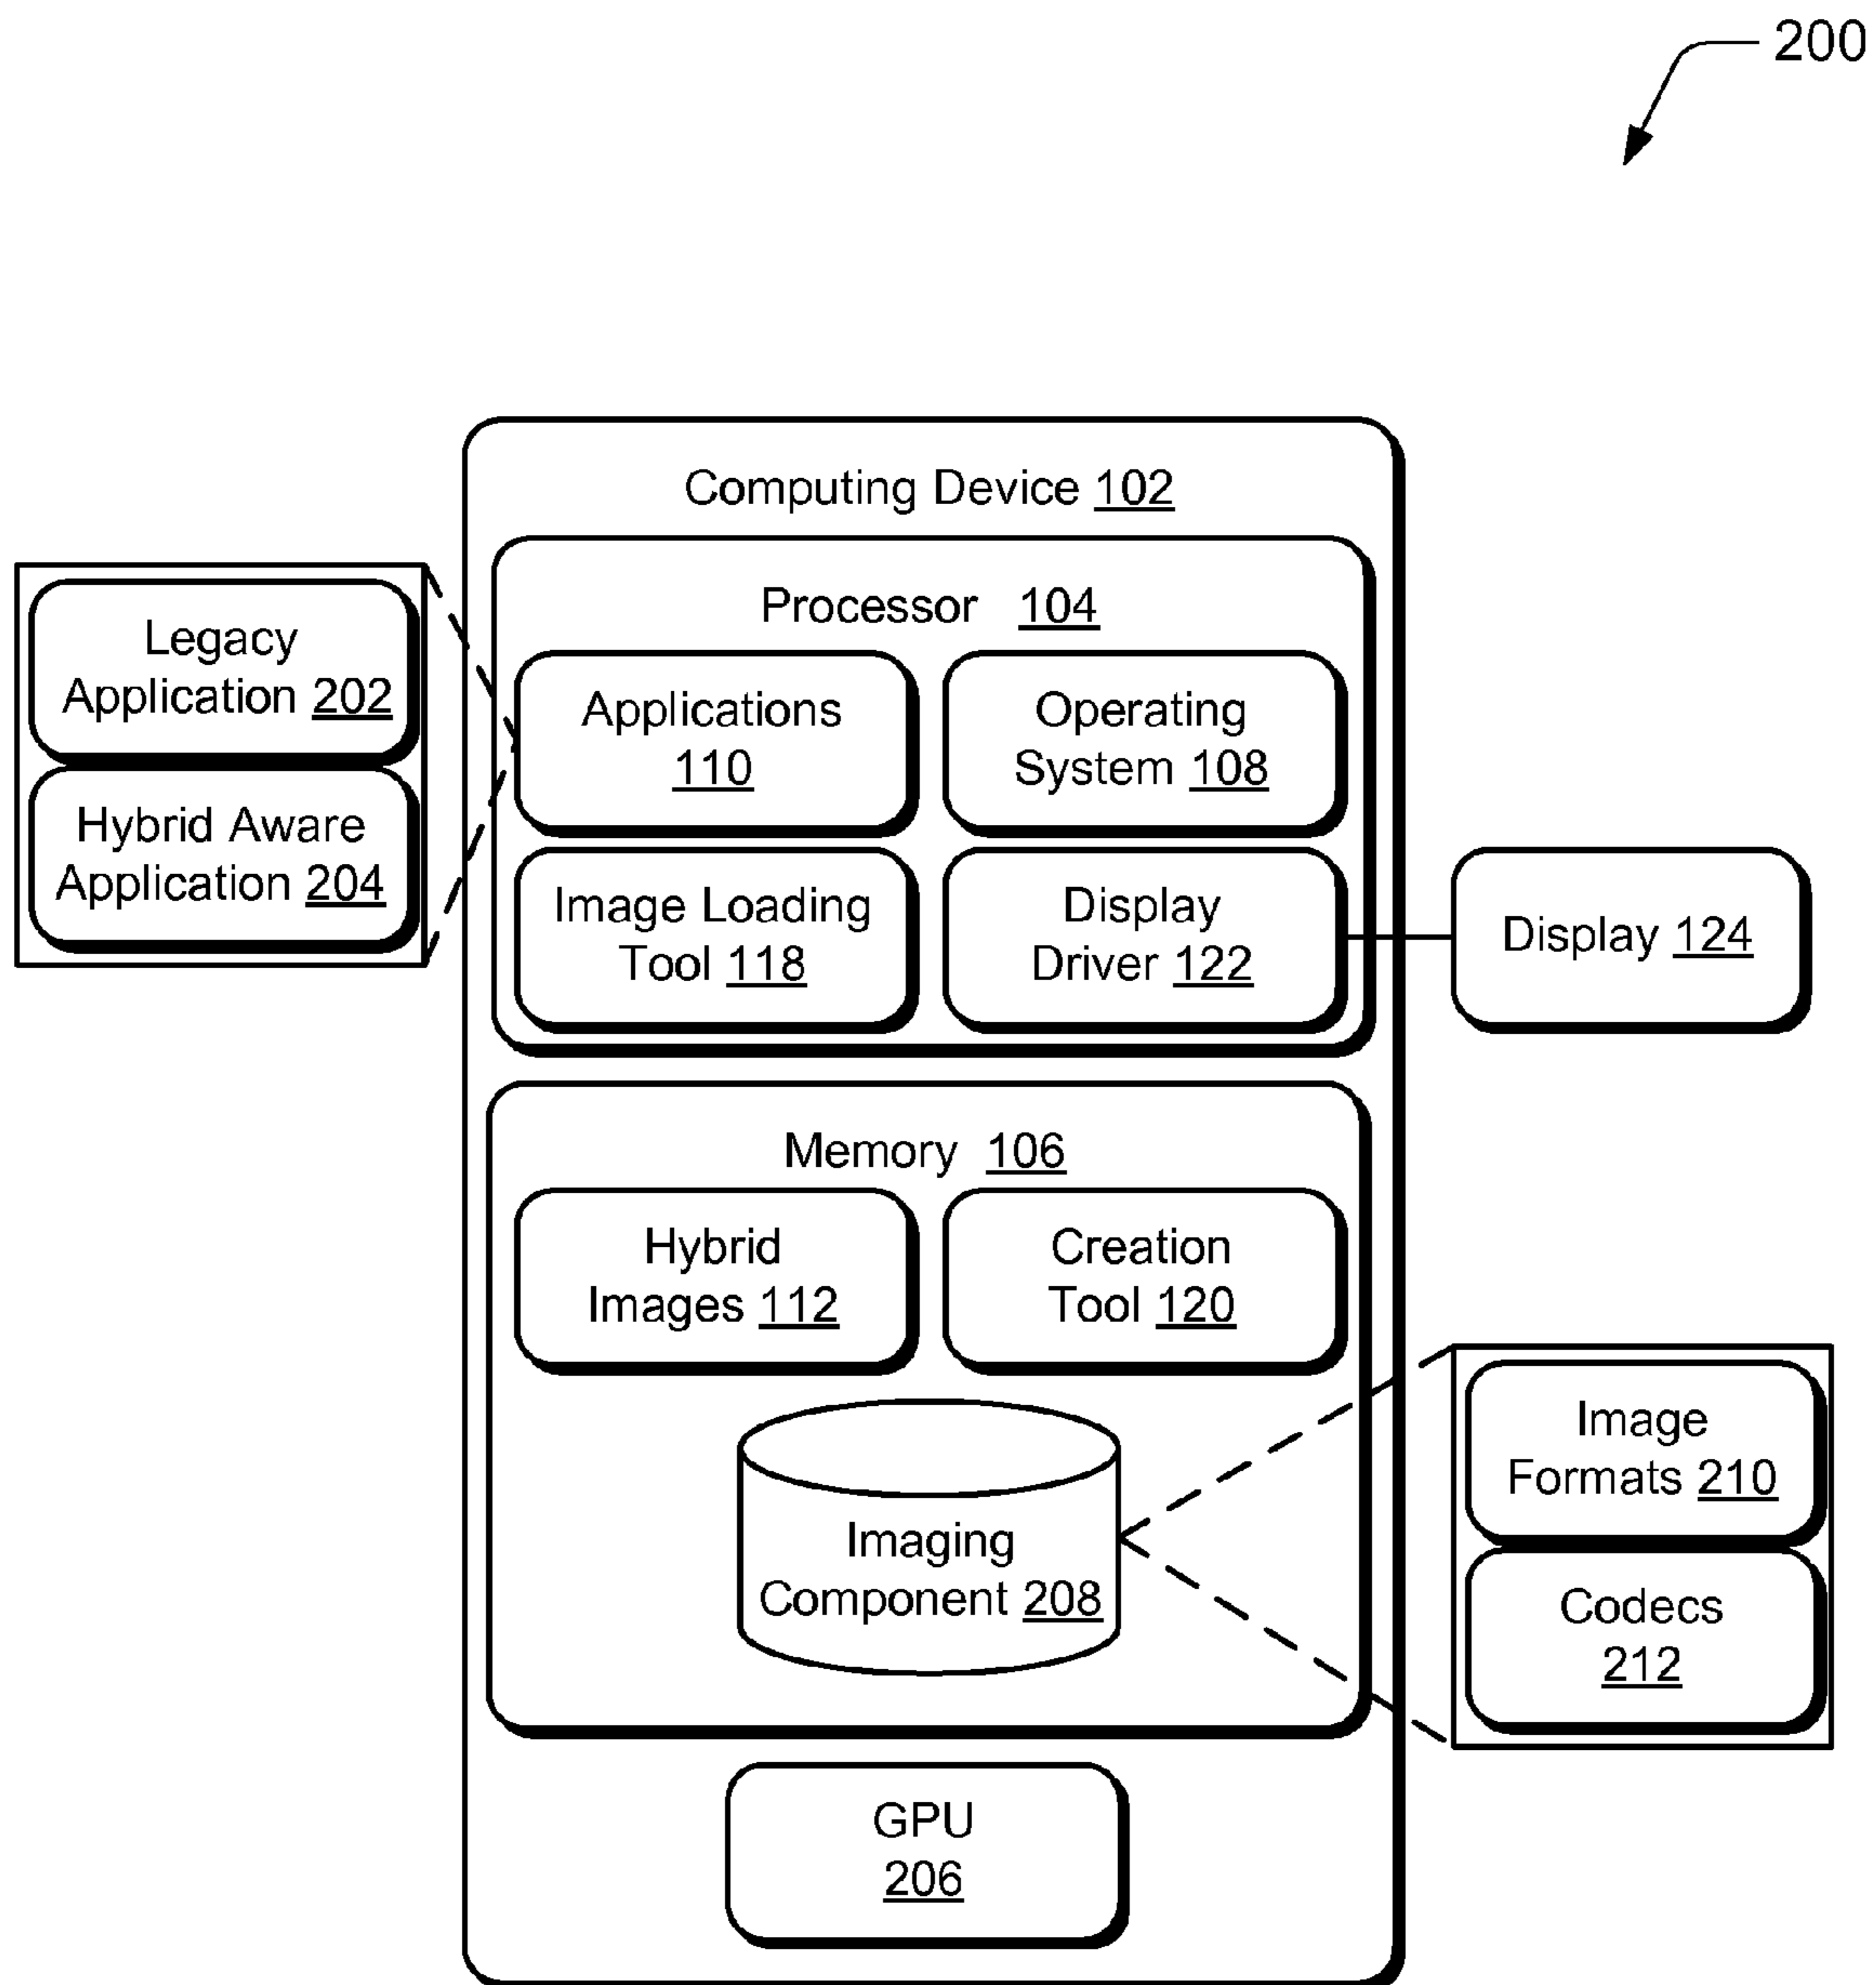 200
Computing Device 102
Processor 104
Legacy
Application 202
Hybrid Aware
Application 204
Applications
110
Operating
System 108
Image Loading
Tool 118
Display
Driver 122
Display 124
Memory 106
Hybrid
Images 112
Creation
Tool 120
Imaging
Component 208
Image
Formats 210
Codecs
212
GPU
206